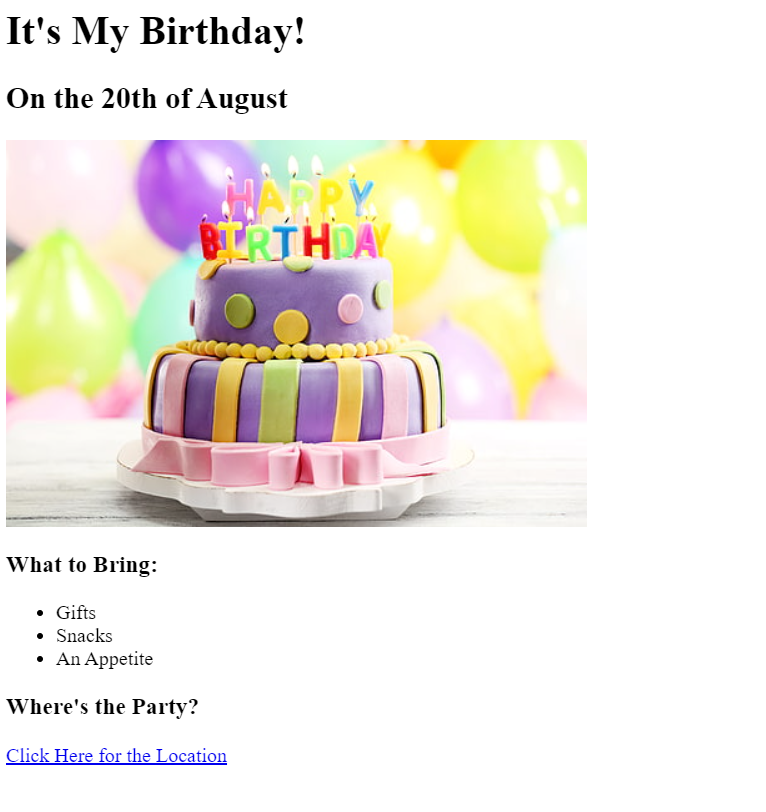 It's My Birthday!
On the 20th of August
HAPPY
BIRTHDAY
What to Bring:
Gifts
Snacks
An Appetite
Where's the Party?
Click Here for the Location